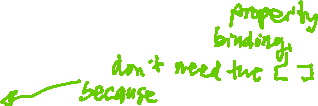 property
binding,
don't need the [ ]
because